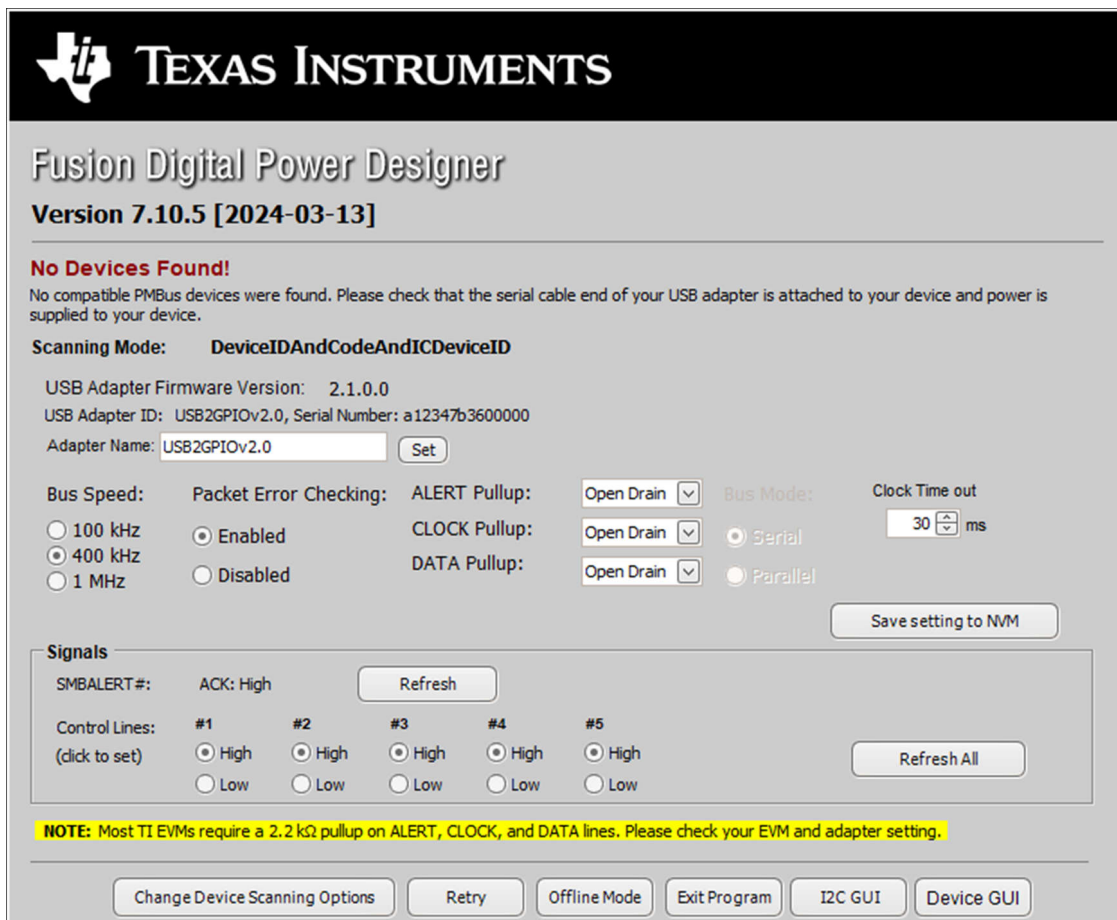 TEXAS INSTRUMENTS
Fusion Digital Power Designer
Version 7.10.5 [2024-03-13]
No Devices Found!
No compatible PMBus devices were found. Please check that the serial cable end of your USB adapter is attached to your device and power is
supplied to your device.
Scanning Mode: DeviceIDAndCodeAndICDeviceID
USB Adapter Firmware Version: 2.1.0.0
USB Adapter ID: USB2GPIOv2.0, Serial Number: a12347b3600000
Adapter Name: USB2GPIOv2.0 Set
Bus Speed: Packet Error Checking: ALERT Pullup: Open Drain Bus Mode: Clock Time out
100 kHz Enabled CLOCK Pullup: Open Drain Serial 30 ms
400 kHz
1 MHz Disabled DATA Pullup: Open Drain Parallel
Save setting to NVM
Signals
SMBALERT#: ACK: High Refresh
Control Lines: #1 #2 #3 #4 #5
(click to set) High High High High High Refresh All
Low Low Low Low Low
NOTE: Most TI EVMs require a 2.2 kΩ pullup on ALERT, CLOCK, and DATA lines. Please check your EVM and adapter setting.
Change Device Scanning Options Retry Offline Mode Exit Program I2C GUI Device GUI